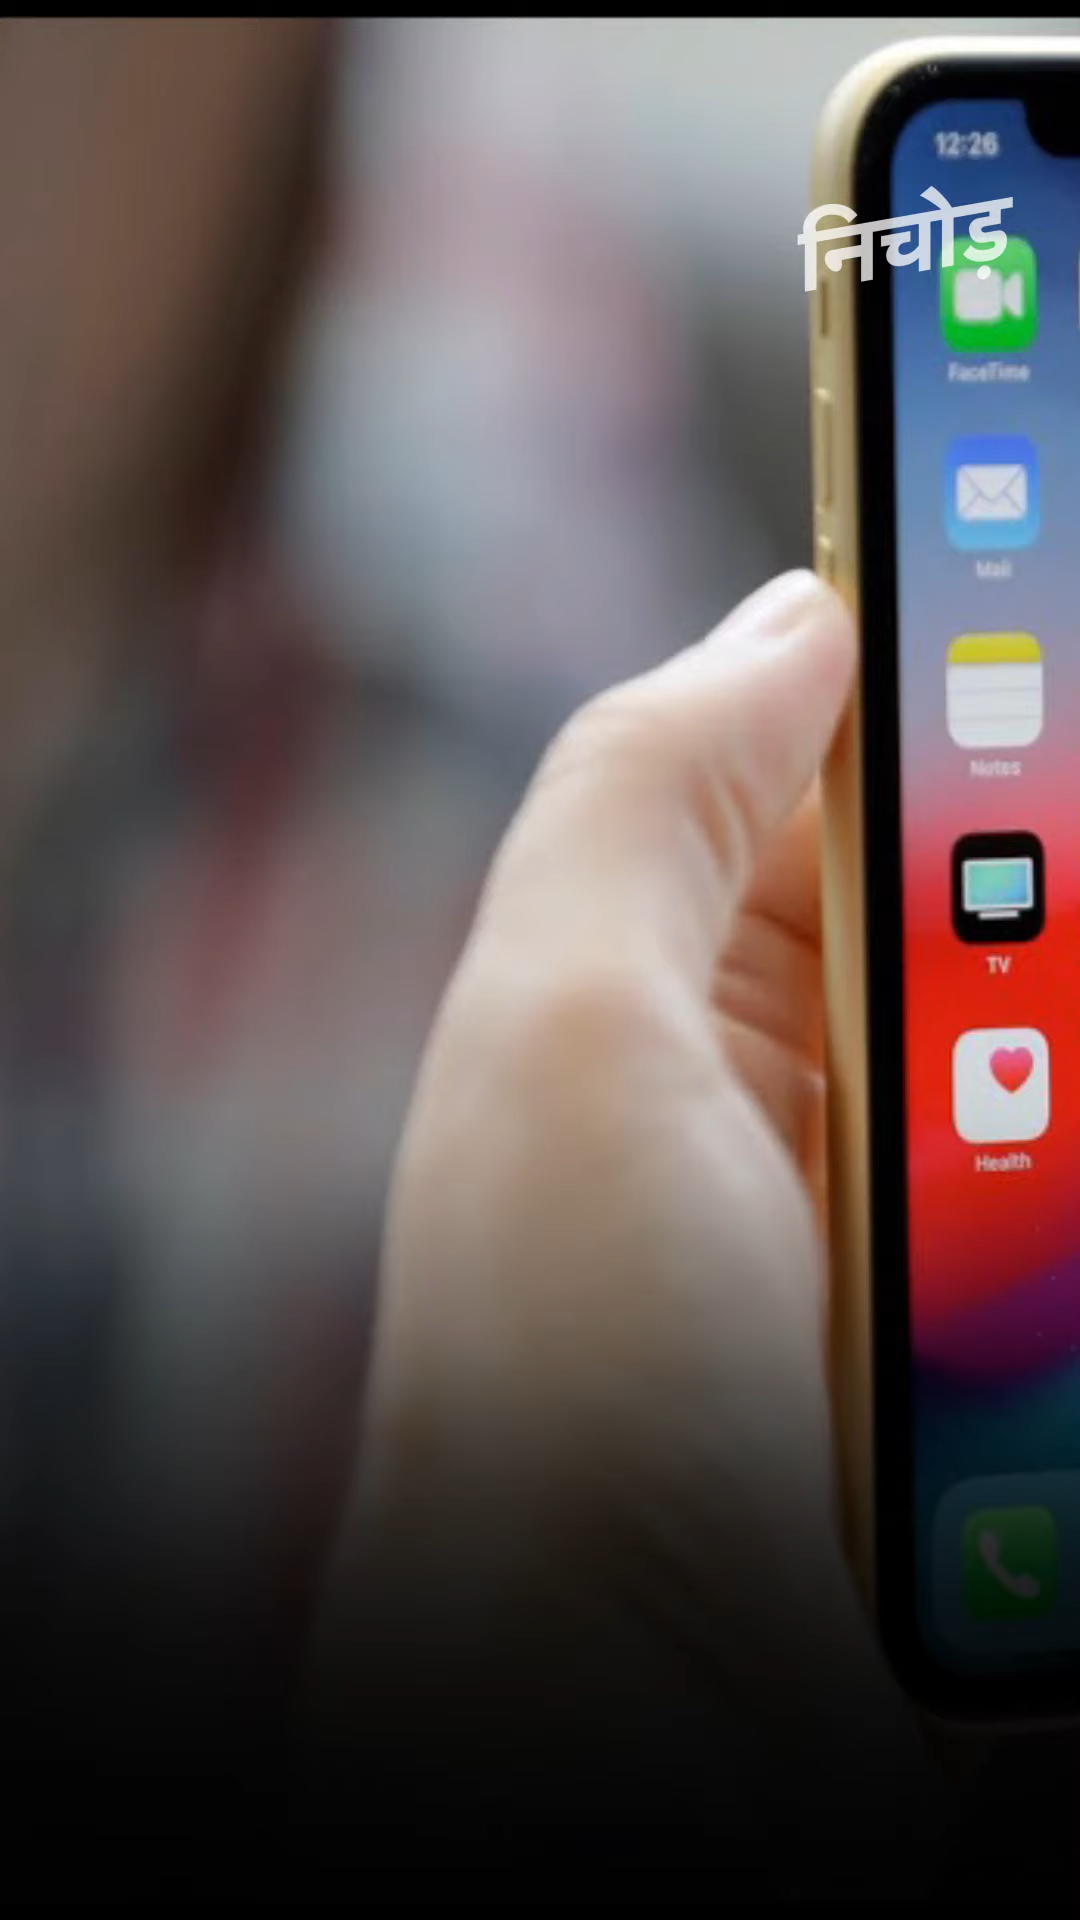 12:26
निचोड़
FaceTime
Mail
Notes
TV
Health